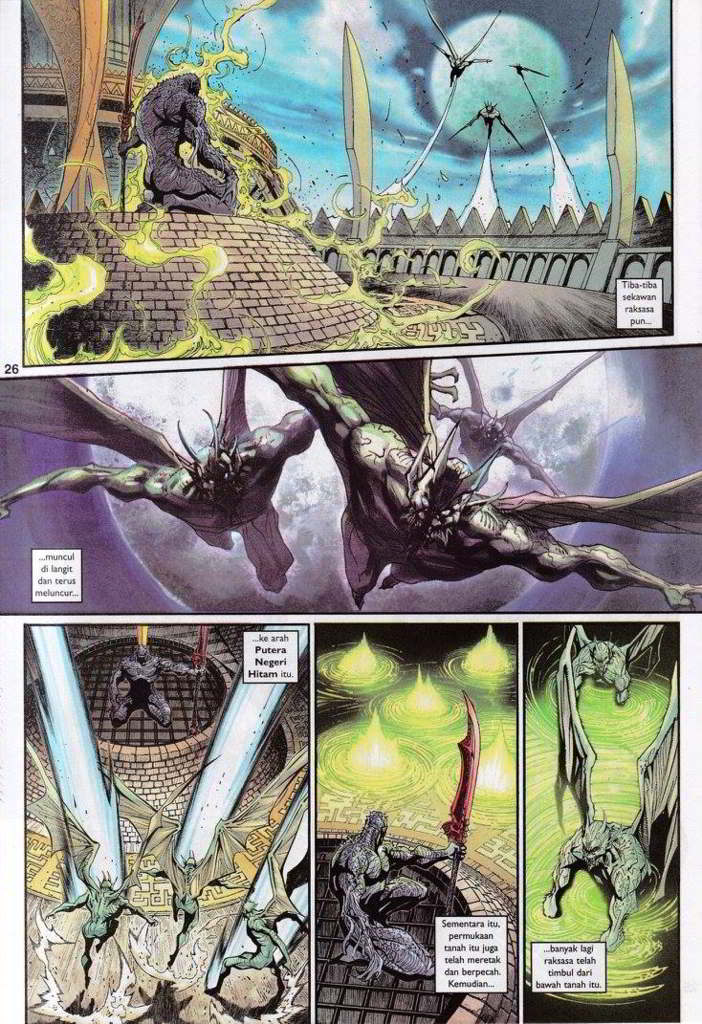 Tiba-tiba
sekawan
raksasa
pun...
26
...muncul
di langit
dan terus
meluncur...
...ke arah
Putera
Negeri
Hitam itu.
Sementara itu,
permukaan
tanah itu juga
telah meretak
dan berpecah.
Kemudian...
...banyak lagi
raksasa telah
timbul dari
bawah tanah itu.